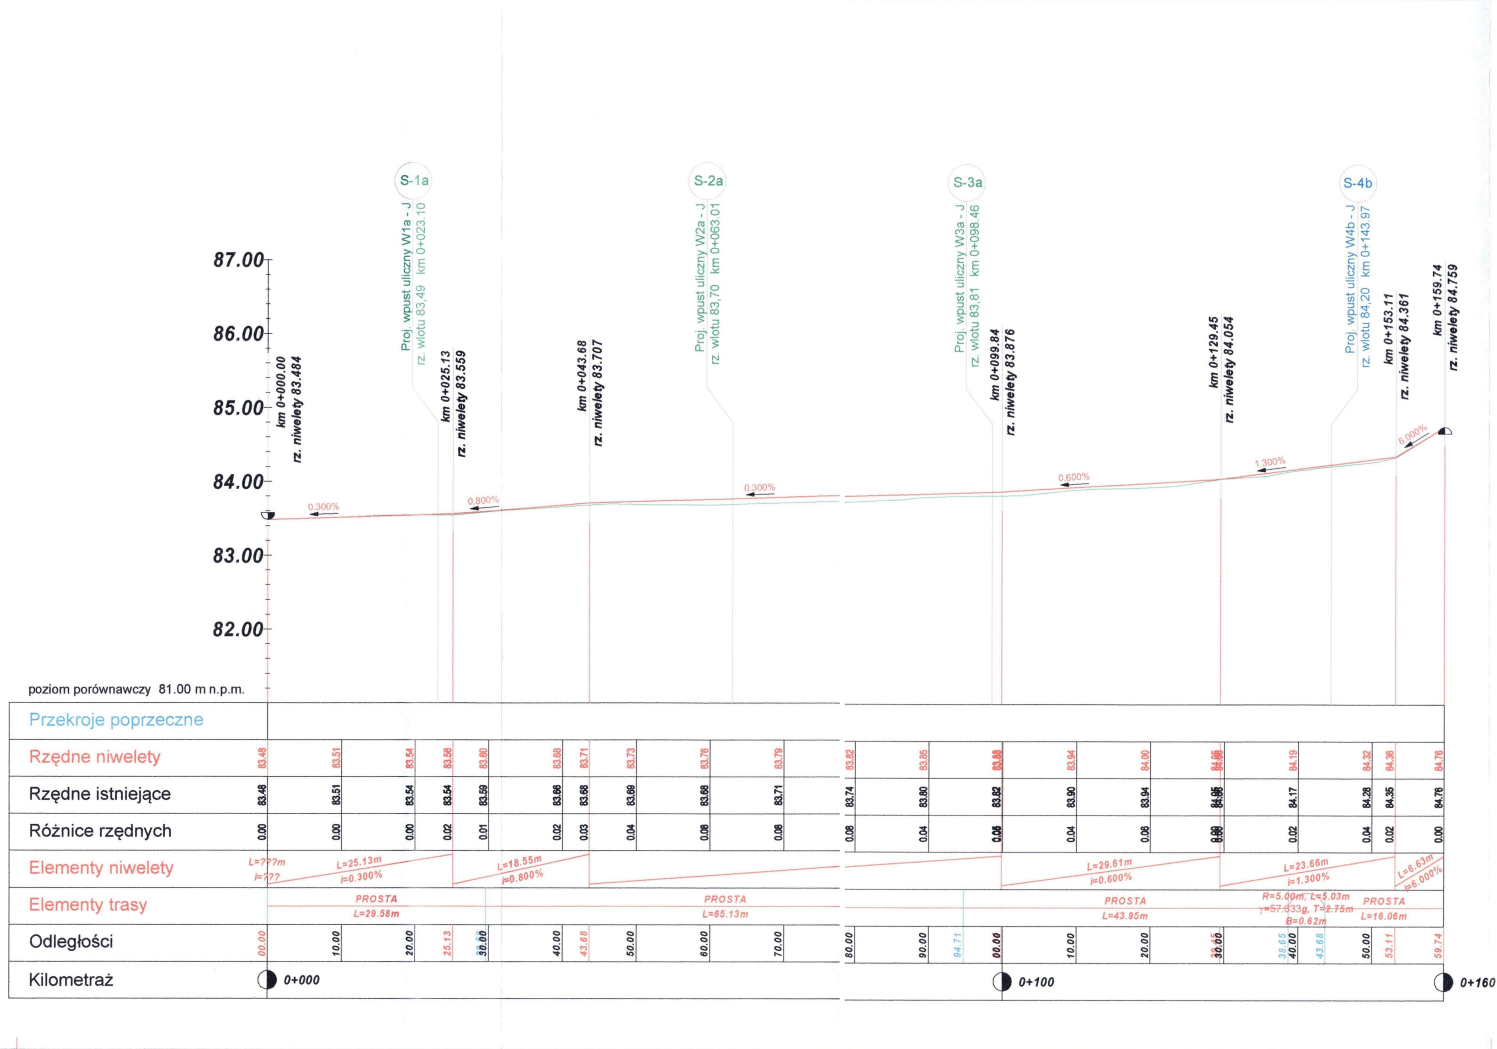 S-1a
S-2a
S-3a
S-4b
Proj. wpust uliczny W1a - J
rz. wlotu 83,49 km 0+023.10
Proj. wpust uliczny W2a - J
rz. wlotu 83,70 km 0+063.01
Proj. wpust uliczny W3a - J
rz. wlotu 83,81 km 0+098.46
Proj. wpust uliczny W4b - J
rz. wlotu 84,20 km 0+143.97
km 0+000.00
rz. niwelety 83.484
km 0+025.13
rz. niwelety 83.559
km 0+043.68
rz. niwelety 83.707
km 0+099.84
rz. niwelety 83.876
km 0+129.45
rz. niwelety 84.054
km 0+153.11
rz. niwelety 84.361
km 0+159.74
rz. niwelety 84.759
87.00
86.00
85.00
84.00
83.00
82.00
0.300%
0.800%
0.300%
0.600%
1.300%
6.000%
poziom porównawczy 81.00 m n.p.m.
Przekroje poprzeczne
Rzędne niwelety 83.48 83.51 83.54 83.56 83.60 83.68 83.71 83.73 83.76 83.79 83.82 83.85 83.88 83.94 84.00 84.19 84.32 84.36 84.76
Rzędne istniejące 83.48 83.51 83.54 83.54 83.59 83.66 83.68 83.69 83.68 83.71 83.74 83.80 83.82 83.90 83.94 84.17 84.28 84.35 84.76
Różnice rzędnych 0.00 0.00 0.00 0.02 0.01 0.02 0.03 0.04 0.08 0.08 0.08 0.04 0.04 0.06 0.02 0.04 0.02 0.00
Elementy niwelety
L=???m
i=???
L=25.13m
i=0.300%
L=18.55m
i=0.800%
L=29.61m
i=0.600%
L=23.66m
i=1.300%
L=6.63m
i=6.000%
Elementy trasy
PROSTA
L=29.58m
PROSTA
L=65.13m
PROSTA
L=43.95m
R=5.00m, L=5.03m
T=2.75m
B=0.62m
PROSTA
L=16.06m
Odległości 00.00 10.00 20.00 25.13 30.00 40.00 43.68 50.00 60.00 70.00 80.00 90.00 94.71 00.00 10.00 20.00 30.00 38.65 40.00 43.68 50.00 53.11 59.74
Kilometraż 0+000 0+100 0+160